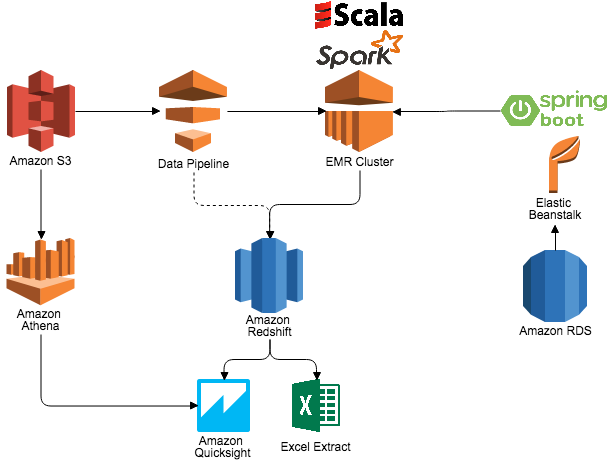 Scala
Spark
spring
boot
Amazon S3
Data Pipeline
EMR Cluster
Elastic
Beanstalk
Amazon
Athena
Amazon
Redshift
Amazon RDS
X
Amazon
Quicksight
Excel Extract